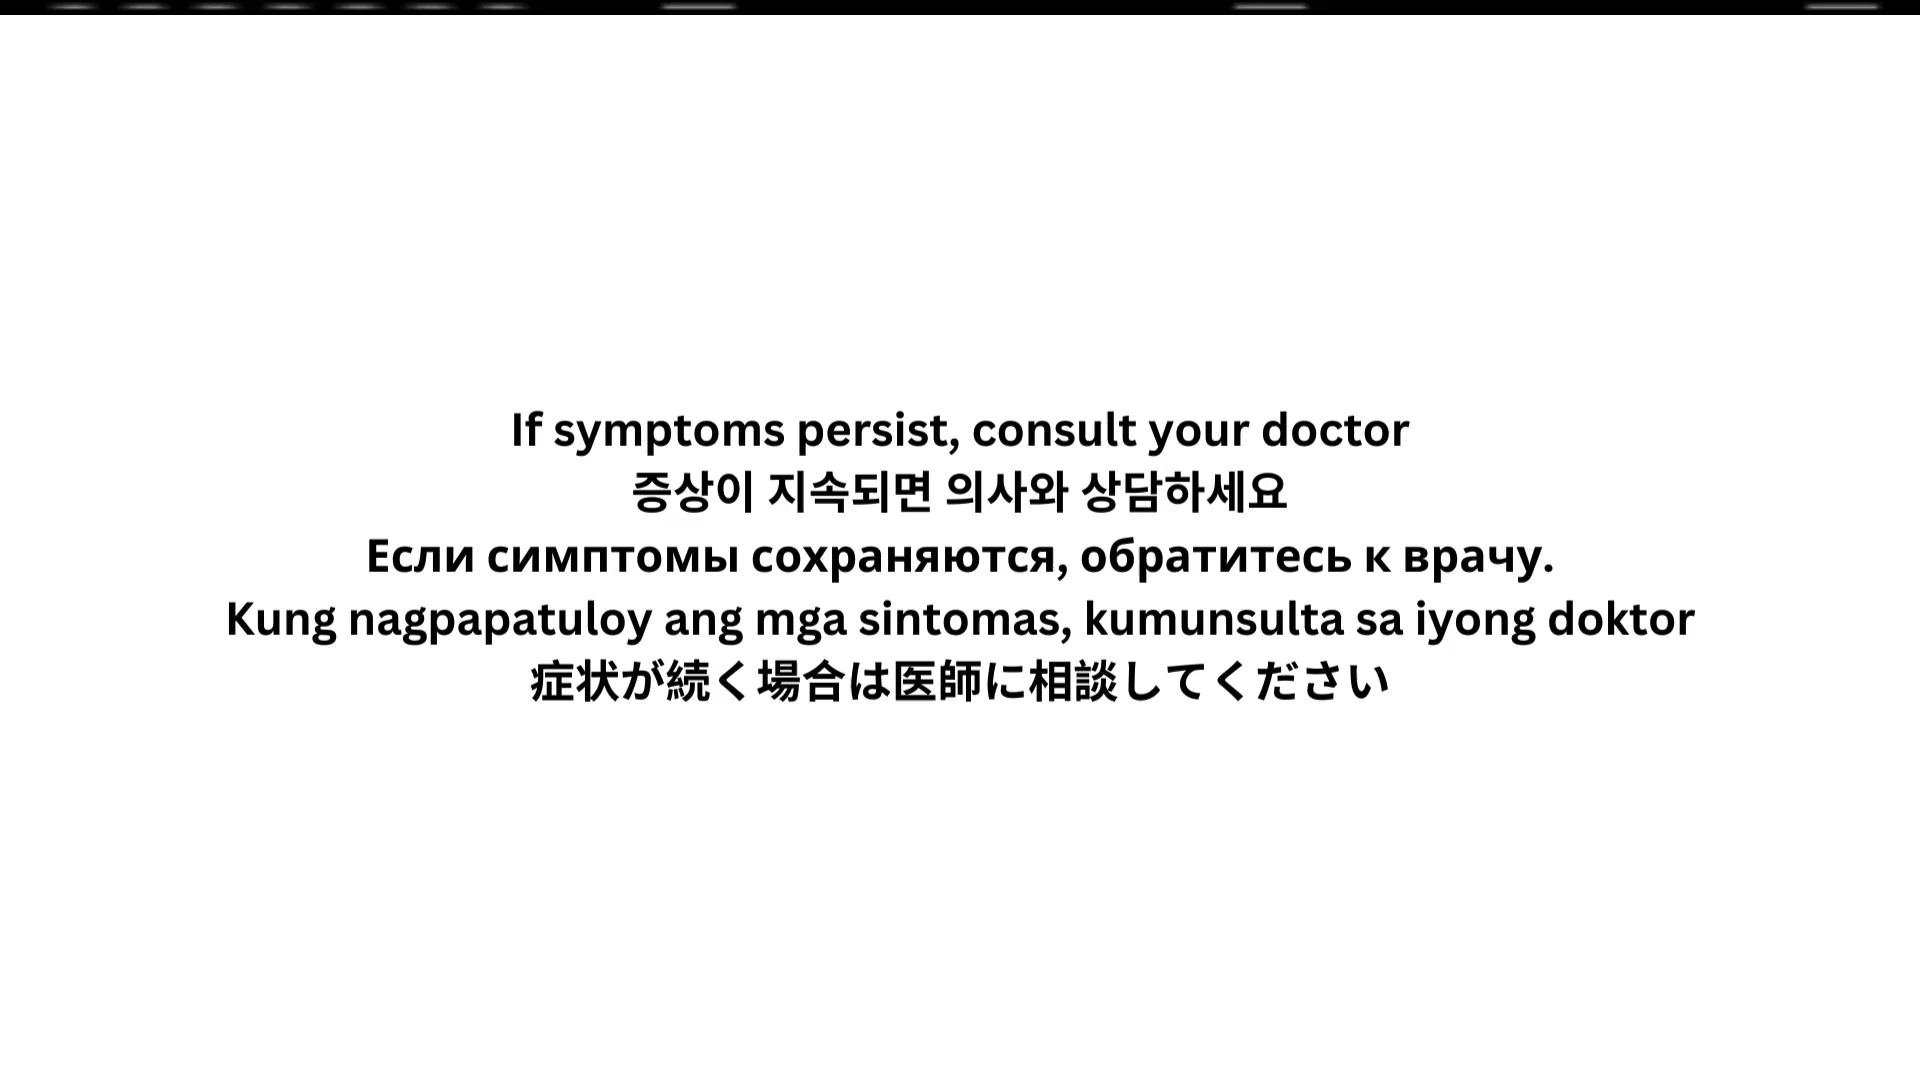 If symptoms persist, consult your doctor
증상이 지속되면 의사와 상담하세요
Если симптомы сохраняются, обратитесь к врачу.
Kung nagpapatuloy ang mga sintomas, kumunsulta sa iyong doktor
症状が続く場合は医師に相談してください